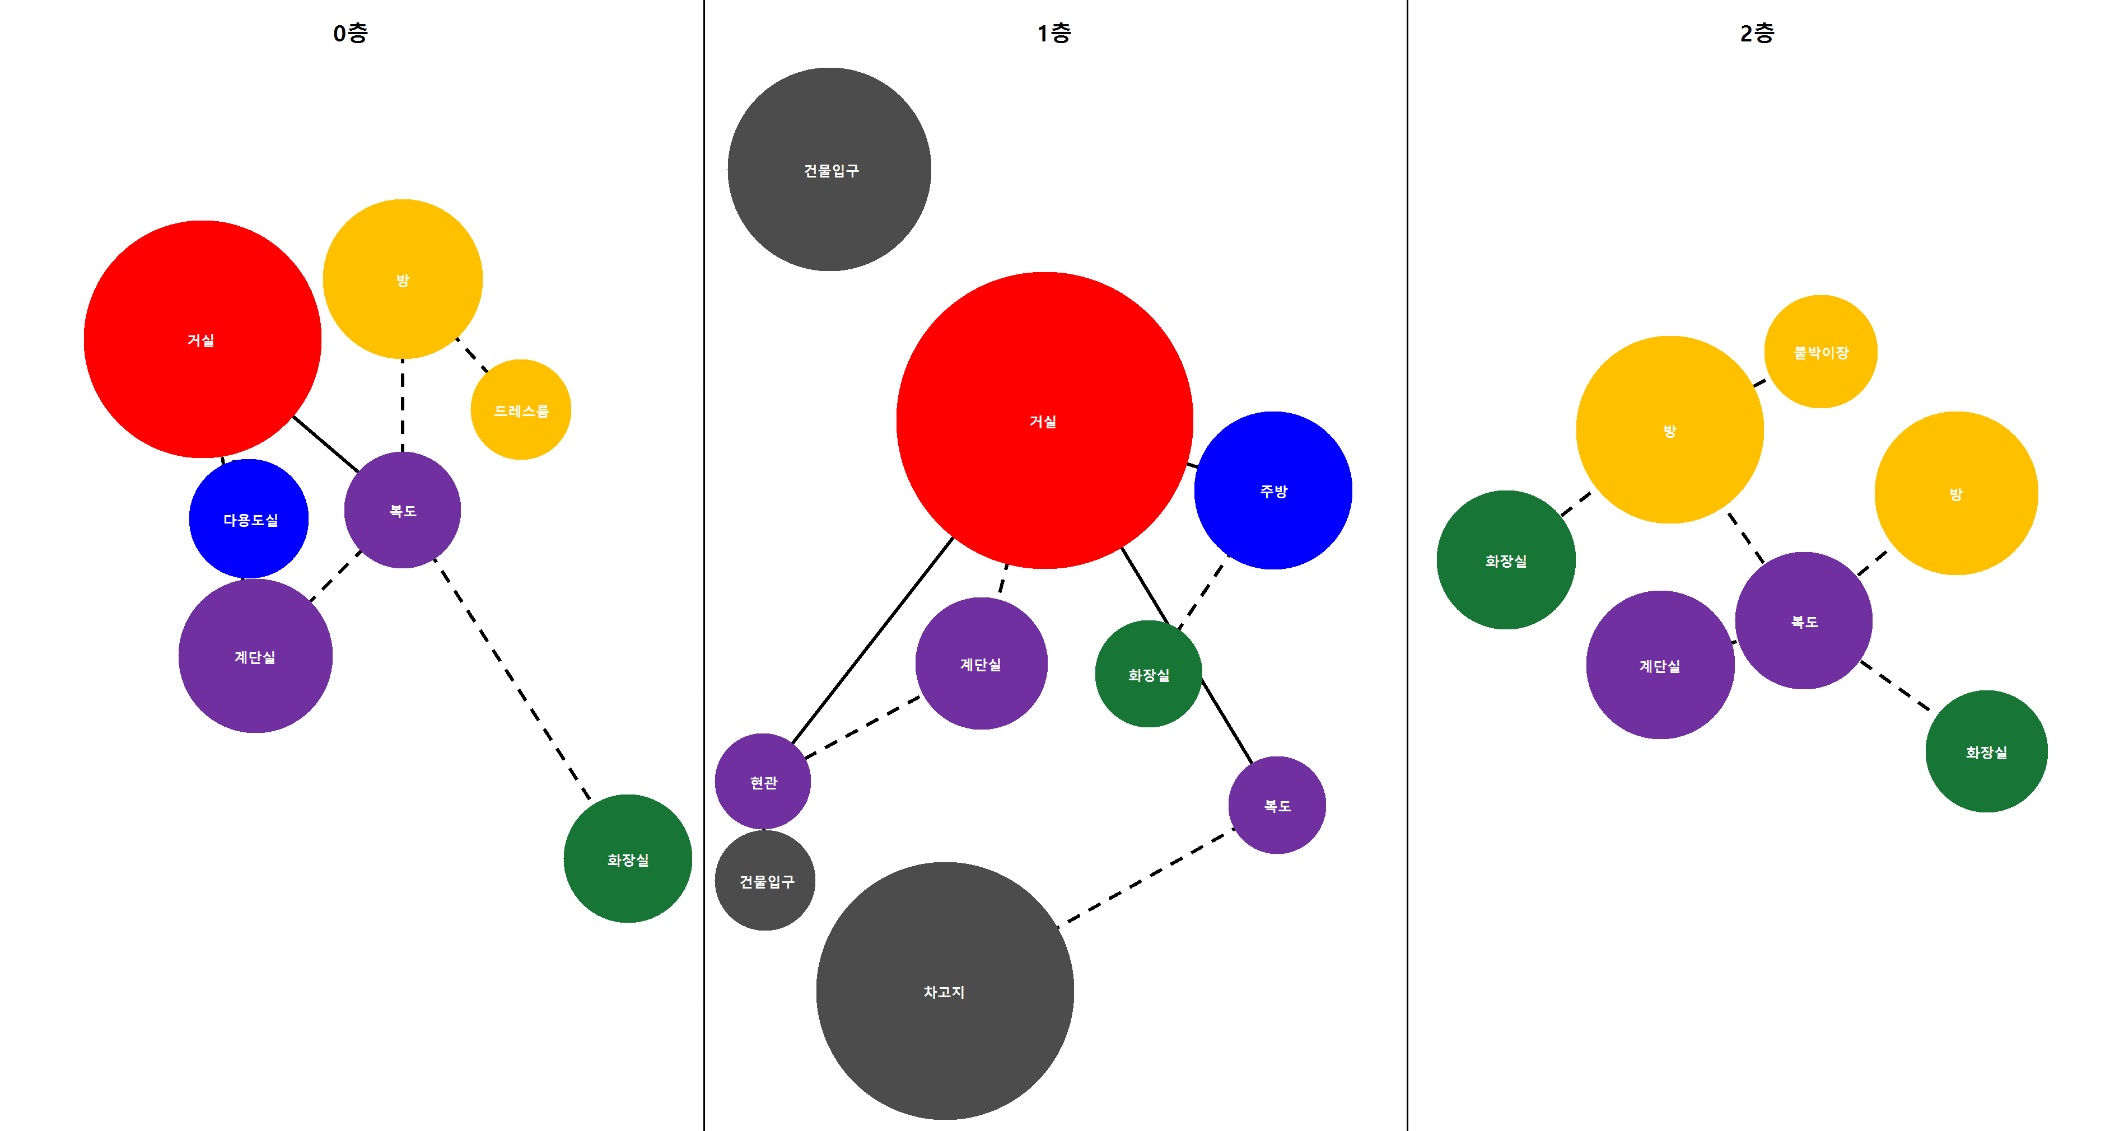 0층
방
거실
드레스룸
복도
다용도실
계단실
화장실
1층
건물입구
거실
주방
계단실
화장실
현관
복도
건물입구
차고지
2층
붙박이장
방
방
화장실
복도
계단실
화장실